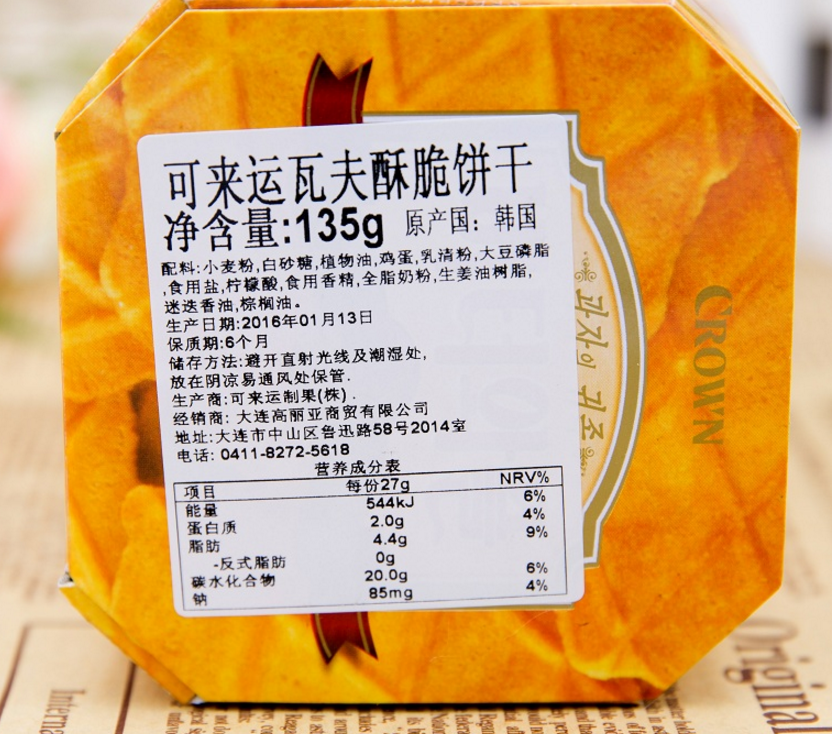 可来运瓦夫酥脆饼干
净含量:135g 原产国: 韩国
配料:小麦粉,白砂糖,植物油,鸡蛋,乳清粉,大豆磷脂
,食用盐,柠檬酸,食用香精,全脂奶粉,生姜油树脂,
迷迭香油,棕榈油。
生产日期:2016年01月13日
保质期:6个月
储存方法:避开直射光线及潮湿处,
放在阴凉易通风处保管.
生产商:可来运制果(株).
经销商: 大连高丽亚商贸有限公司
地址:大连市中山区鲁迅路58号2014室
电话: 0411-8272-5618
营养成分表
项目 每份27g NRV%
能量 544kJ 6%
蛋白质 2.0g 4%
脂肪 4.4g 9%
-反式脂肪 0g
碳水化合物 20.0g 6%
钠 85mg 4%
과자의 귀족
CROWN
Original